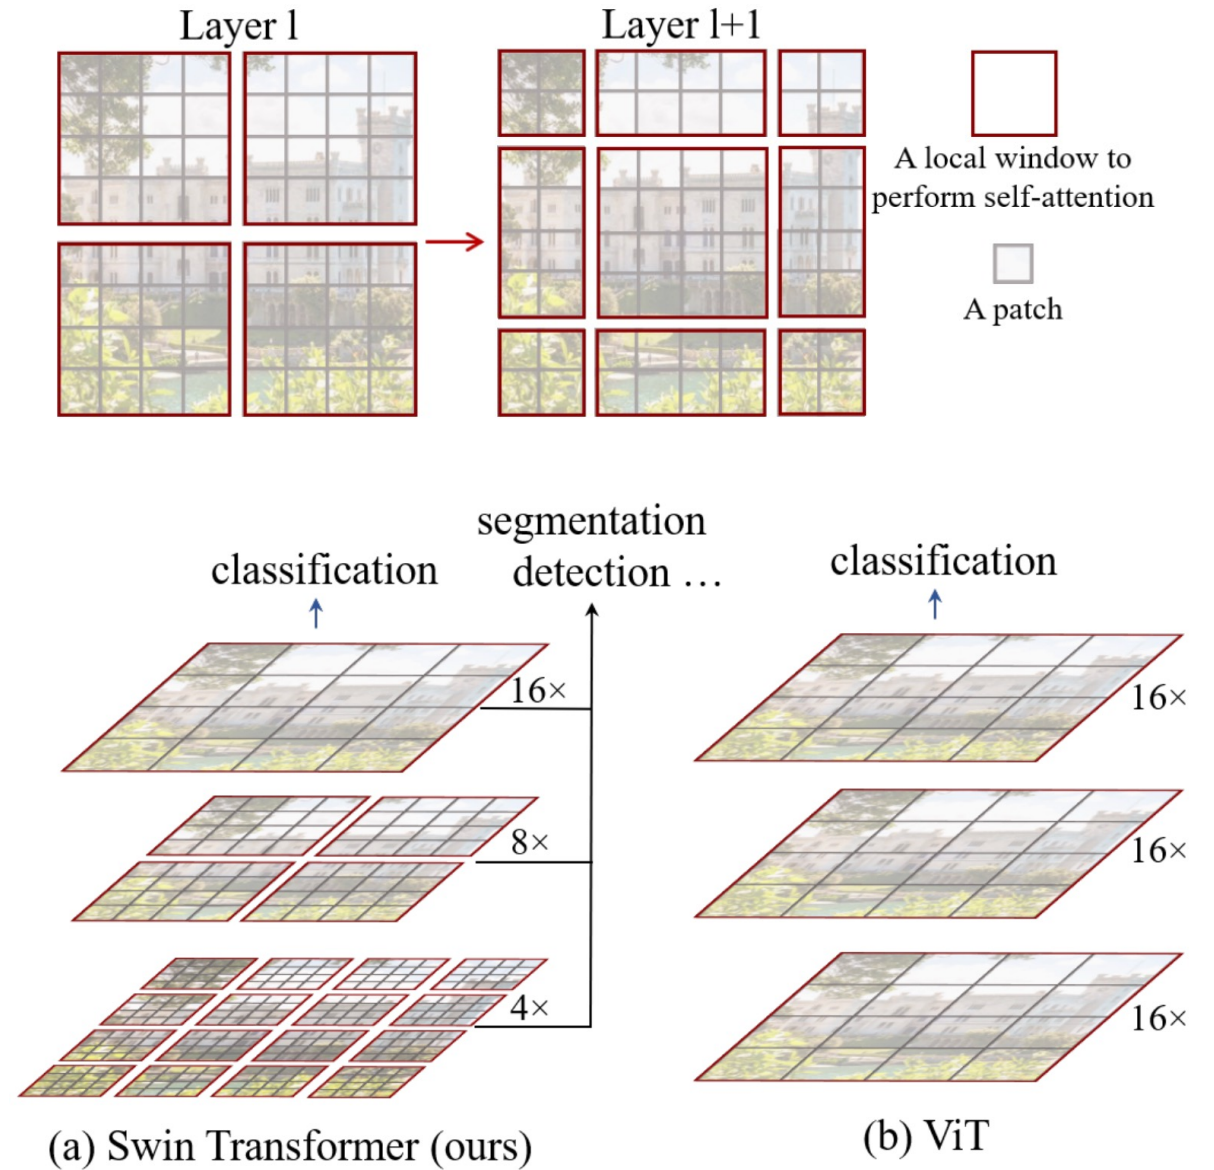 Layer l
Layer l+1
A local window to
perform self-attention
A patch
segmentation
detection …
classification
classification
16×
8×
4×
16×
16×
16×
(a) Swin Transformer (ours)
(b) ViT